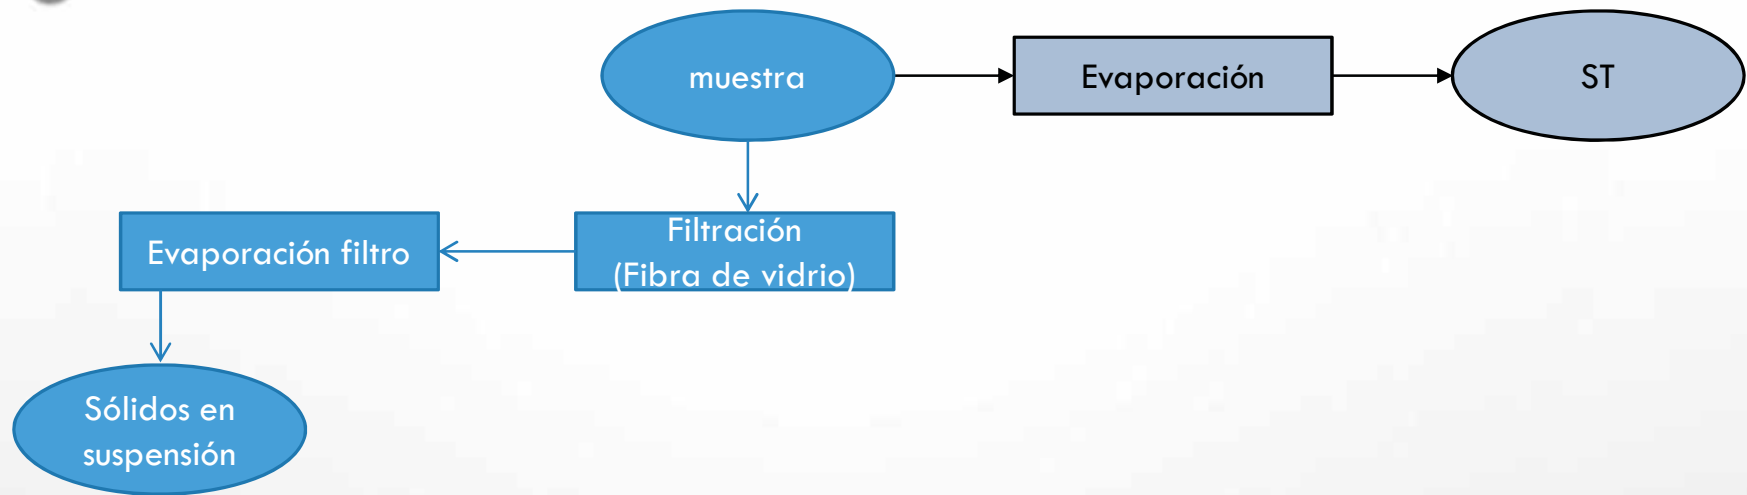 muestra
Evaporación
ST
Evaporación filtro
Filtración
(Fibra de vidrio)
Sólidos en
suspensión